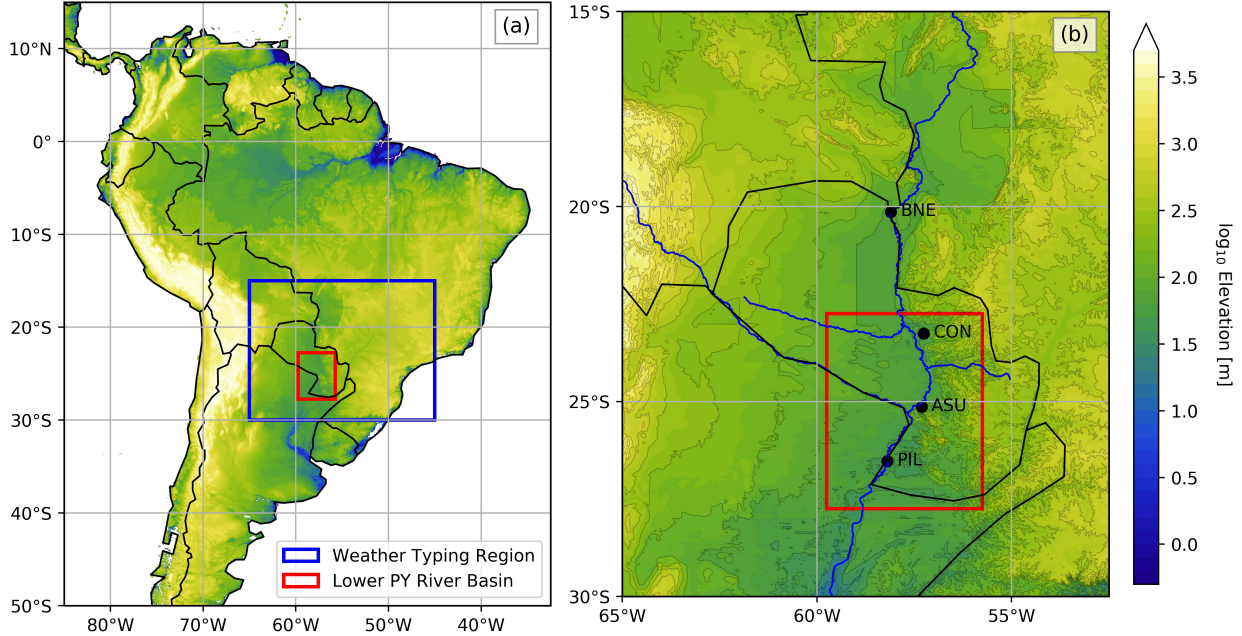 (a)
10°N
0°
10°S
20°S
30°S
40°S
50°S
80°W
70°W
60°W
50°W
40°W
Weather Typing Region
Lower PY River Basin
(b)
15°S
20°S
25°S
30°S
65°W
60°W
55°W
BNE
CON
ASU
PIL
3.5
3.0
2.5
2.0
1.5
1.0
0.5
0.0
log₁₀ Elevation [m]